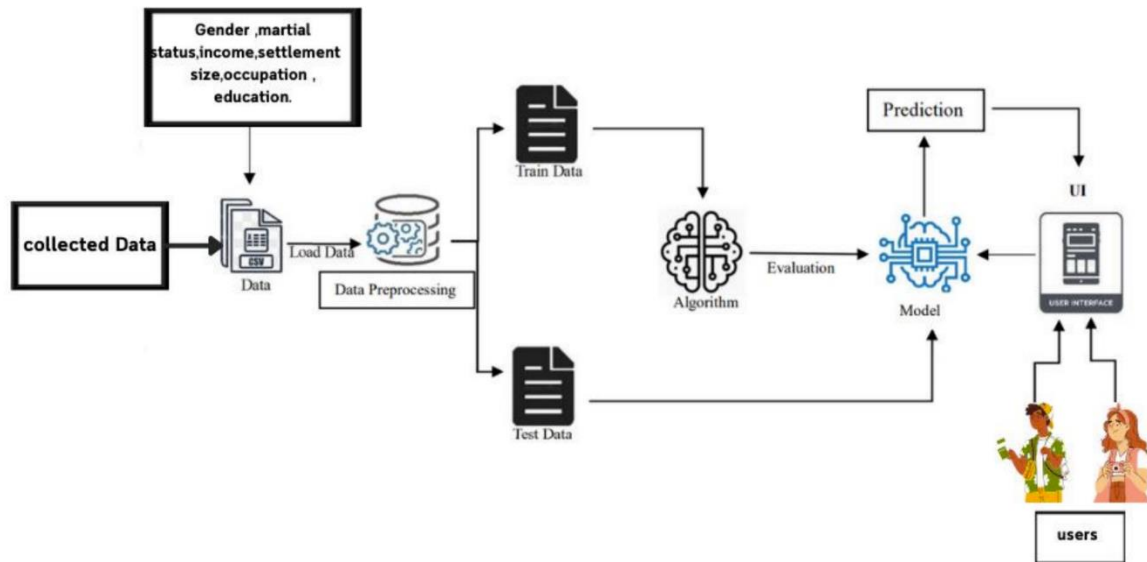 Gender ,martial
status,income,settlement
size,occupation ,
education.
collected Data
CSV
Data
Load Data
Data Preprocessing
Train Data
Test Data
Algorithm
Evaluation
Prediction
Model
UI
USER INTERFACE
users